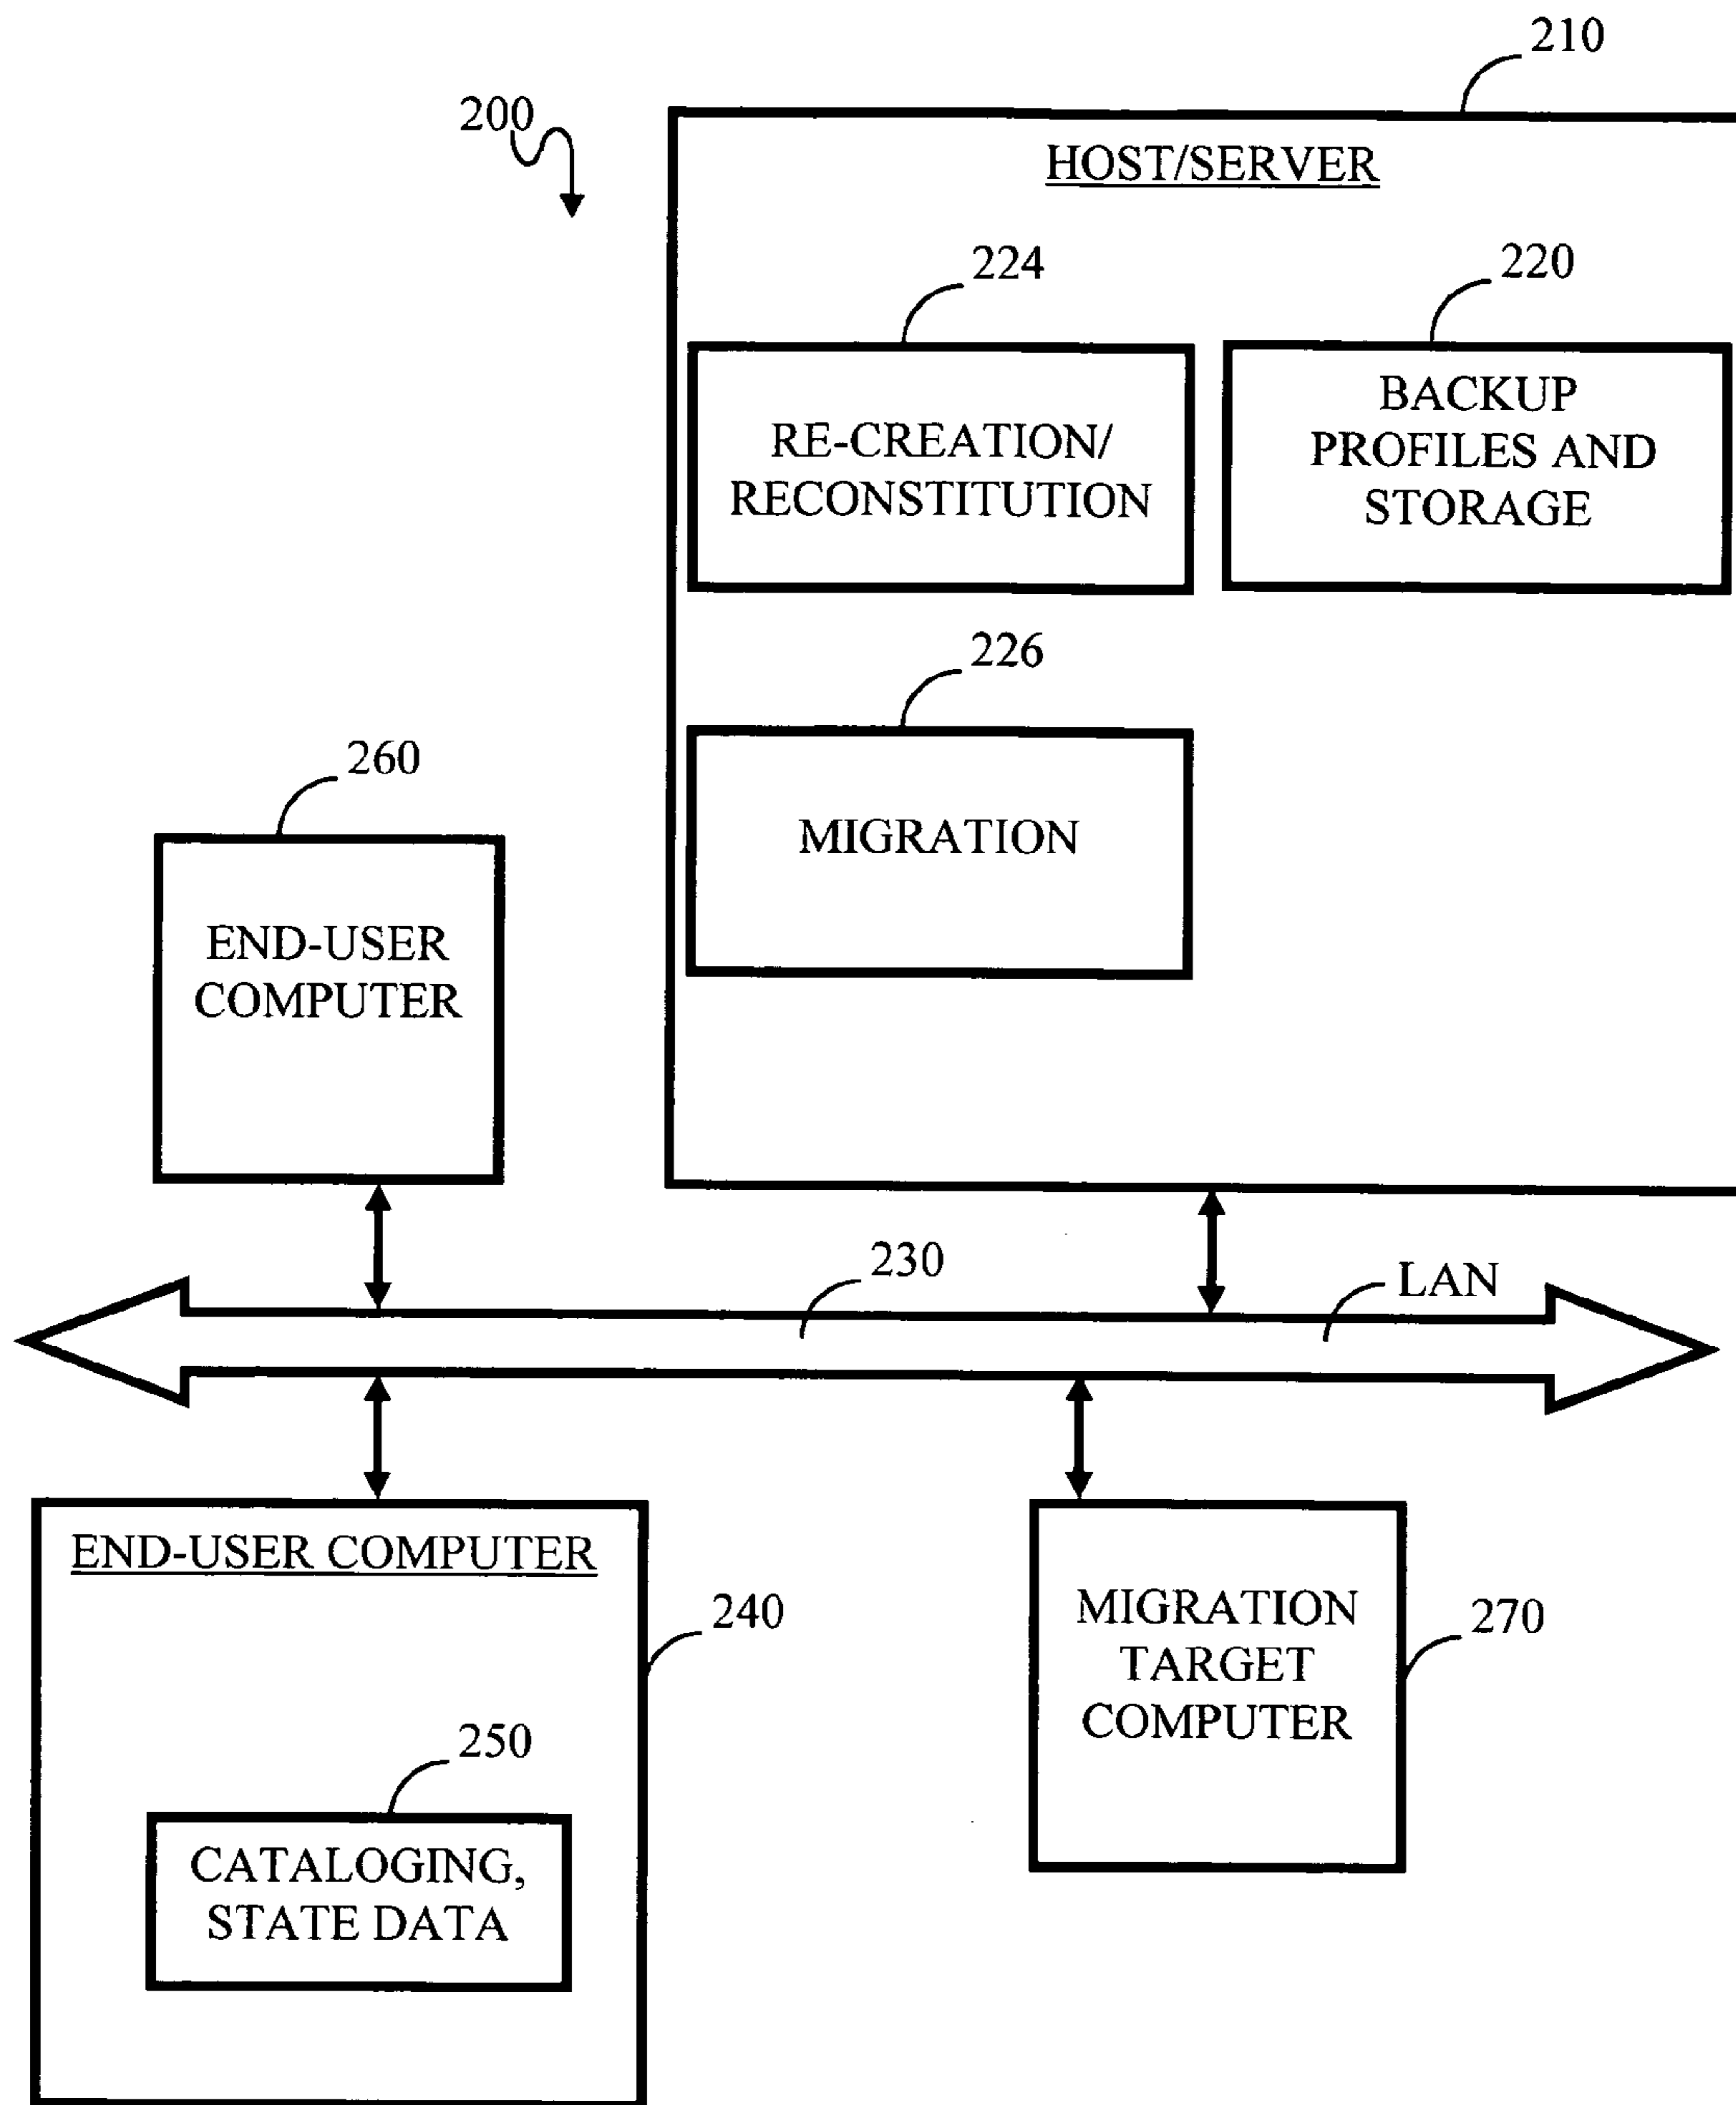 210
200
HOST/SERVER
224
220
RE-CREATION/
RECONSTITUTION
BACKUP
PROFILES AND
STORAGE
226
MIGRATION
260
END-USER
COMPUTER
230
LAN
END-USER COMPUTER
240
250
CATALOGING,
STATE DATA
MIGRATION
TARGET
COMPUTER
270